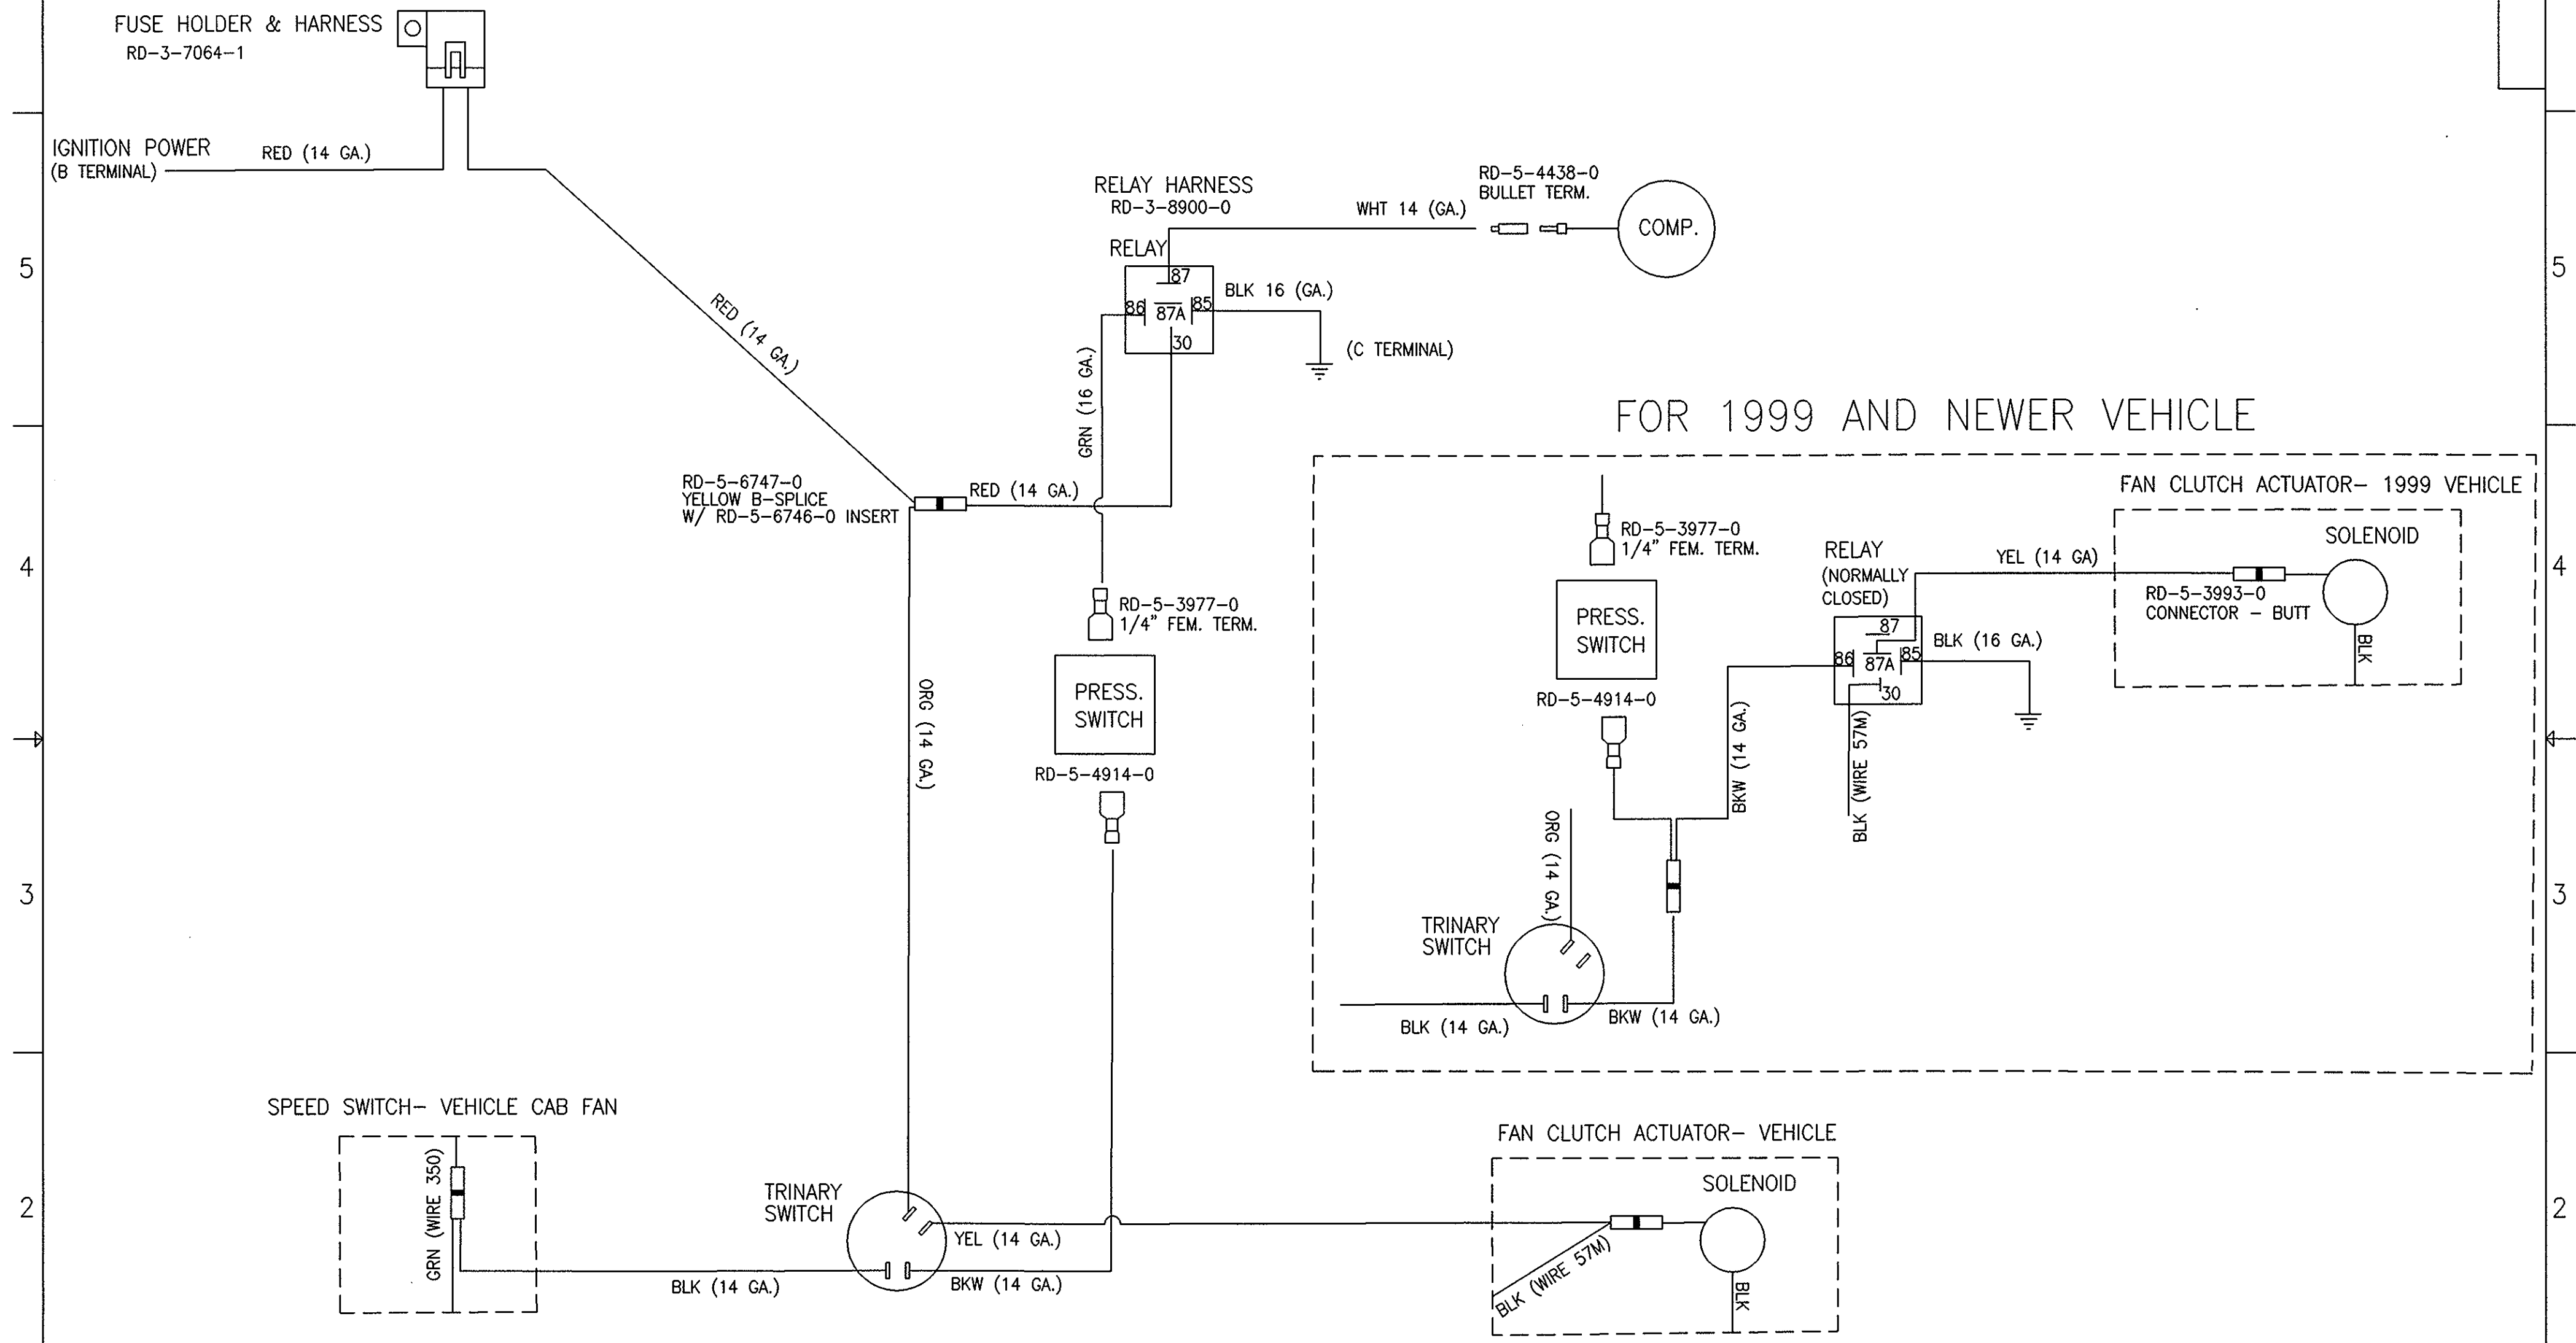 FUSE HOLDER & HARNESS
RD-3-7064-1
IGNITION POWER
(B TERMINAL)
RED (14 GA.)
RED (14 GA.)
RELAY HARNESS
RD-3-8900-0
RELAY
87
86
87A
85
30
WHT 14 (GA.)
RD-5-4438-0
BULLET TERM.
COMP.
BLK 16 (GA.)
(C TERMINAL)
GRN (16 GA.)
5
5
RD-5-6747-0
YELLOW B-SPLICE
W/ RD-5-6746-0 INSERT
RED (14 GA.)
RD-5-3977-0
1/4" FEM. TERM.
PRESS.
SWITCH
RD-5-4914-0
ORG (14 GA.)
4
4
FOR 1999 AND NEWER VEHICLE
FAN CLUTCH ACTUATOR- 1999 VEHICLE
SOLENOID
RD-5-3977-0
1/4" FEM. TERM.
PRESS.
SWITCH
RD-5-4914-0
RELAY
(NORMALLY
CLOSED)
YEL (14 GA)
RD-5-3993-0
CONNECTOR - BUTT
BLK
87
86
87A
85
30
BLK (16 GA.)
BKW (14 GA.)
BLK (WIRE 57M)
ORG (14 GA.)
TRINARY
SWITCH
BLK (14 GA.)
BKW (14 GA.)
3
3
SPEED SWITCH- VEHICLE CAB FAN
GRN (WIRE 350)
BLK (14 GA.)
TRINARY
SWITCH
YEL (14 GA.)
BKW (14 GA.)
FAN CLUTCH ACTUATOR- VEHICLE
SOLENOID
BLK (WIRE 57M)
BLK
2
2